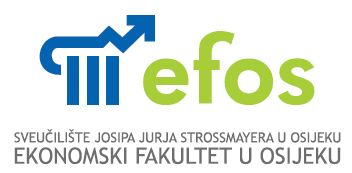 efos
SVEUČILIŠTE JOSIPA JURJA STROSSMAYERA U OSIJEKU
EKONOMSKI FAKULTET U OSIJEKU